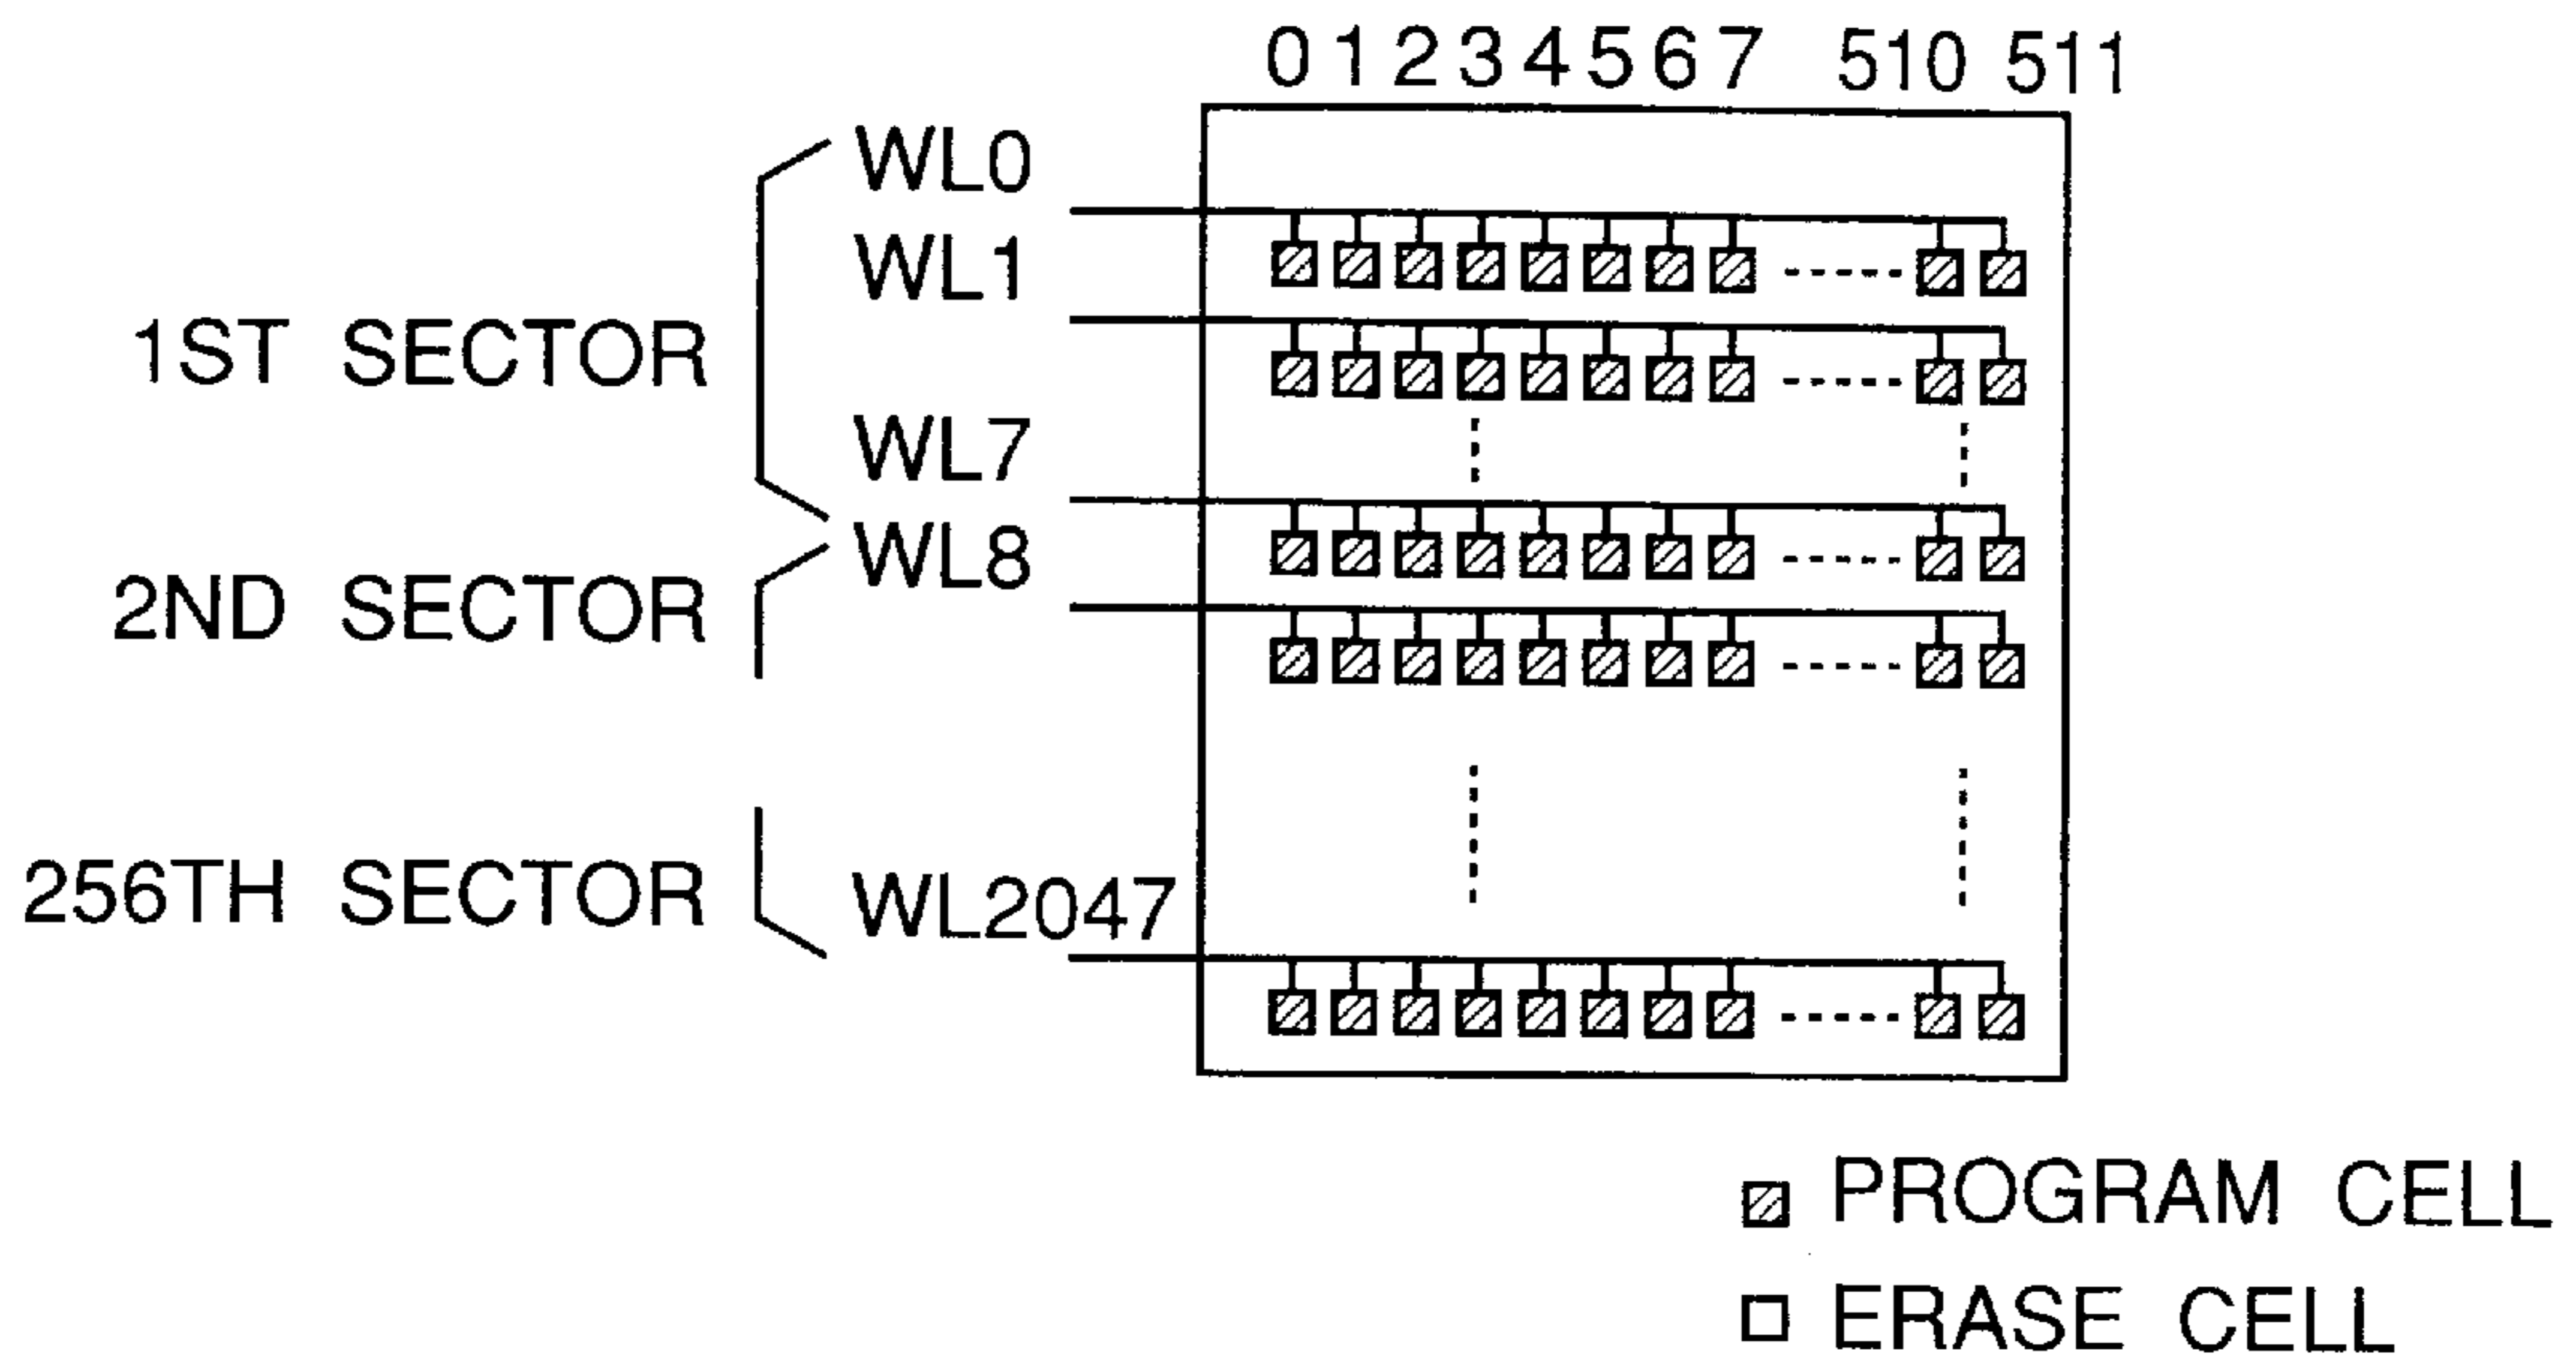 0 1 2 3 4 5 6 7 510 511
WL0
WL1
1ST SECTOR
WL7
WL8
2ND SECTOR
256TH SECTOR
WL2047
PROGRAM CELL
ERASE CELL